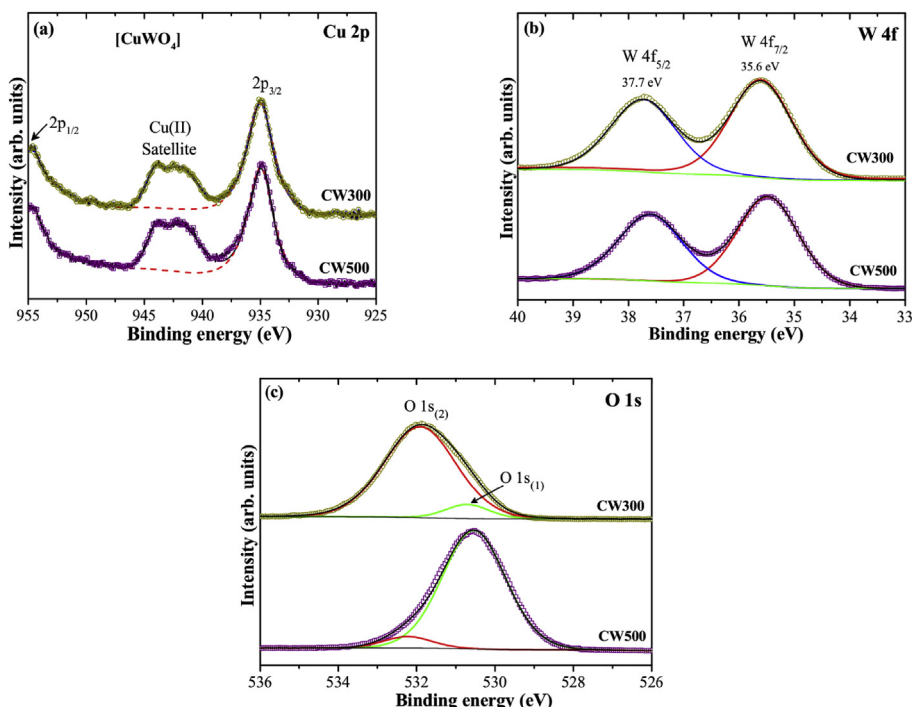 (a)
[CuWO₄]
Cu 2p
2p₃/₂
2p₁/₂
Cu(II)
Satellite
CW300
CW500
Intensity (arb. units)
955 950 945 940 935 930 925
Binding energy (eV)
(b)
W 4f
W 4f₇/₂
35.6 eV
W 4f₅/₂
37.7 eV
CW300
CW500
Intensity (arb. units)
40 39 38 37 36 35 34 33
Binding energy (eV)
(c)
O 1s
O 1s₍₂₎
O 1s₍₁₎
CW300
CW500
Intensity (arb. units)
536 534 532 530 528 526
Binding energy (eV)